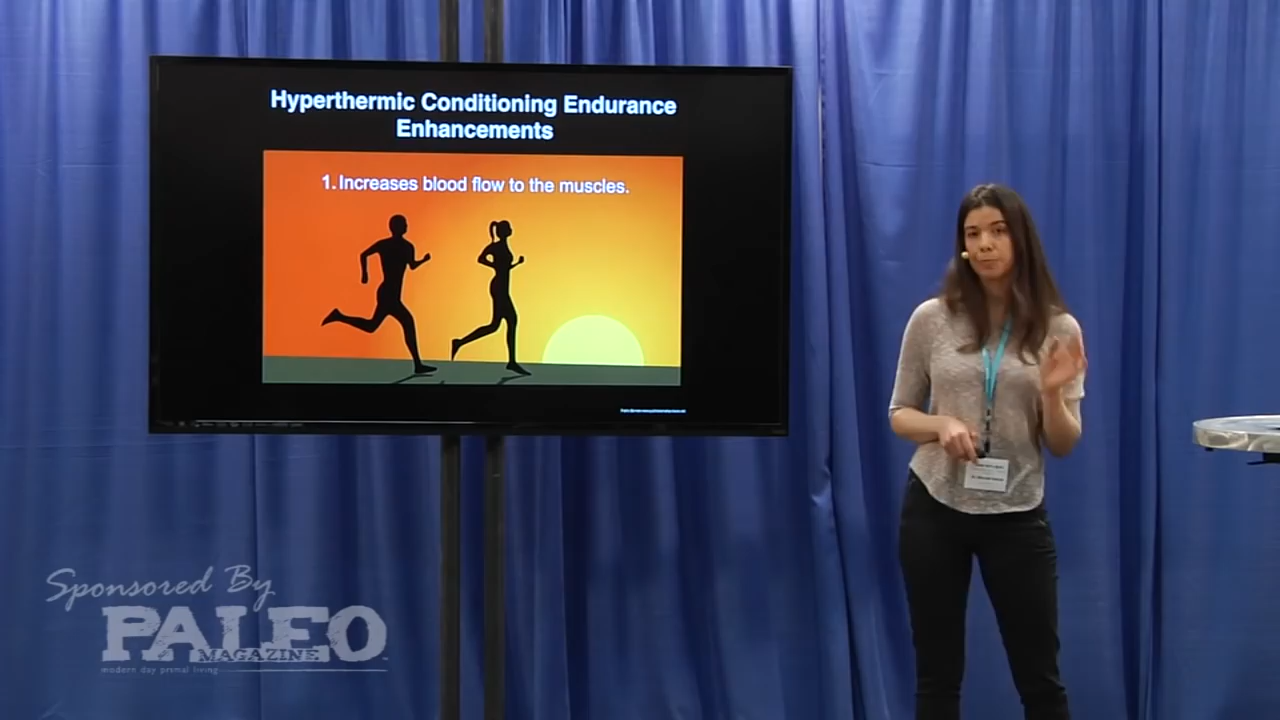 Hyperthermic Conditioning Endurance
Enhancements
1. Increases blood flow to the muscles.
Sponsored By
PALEO
MAGAZINE
modern day primal living